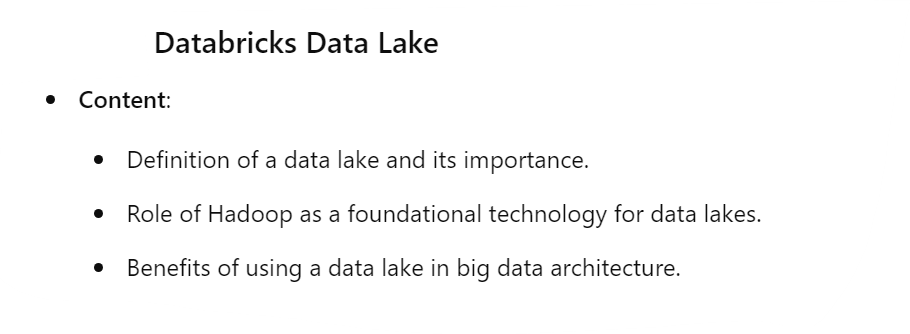 Databricks Data Lake
• Content:
• Definition of a data lake and its importance.
• Role of Hadoop as a foundational technology for data lakes.
• Benefits of using a data lake in big data architecture.